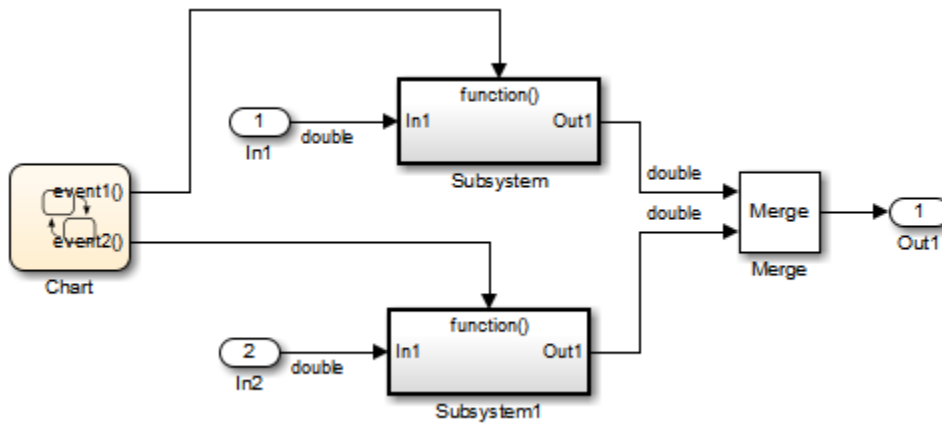 function()
1
In1
Out1
double
In1
Subsystem
double
event1()
double
Merge
1
event2()
Out1
Merge
Chart
function()
2
In1
Out1
double
In2
Subsystem1